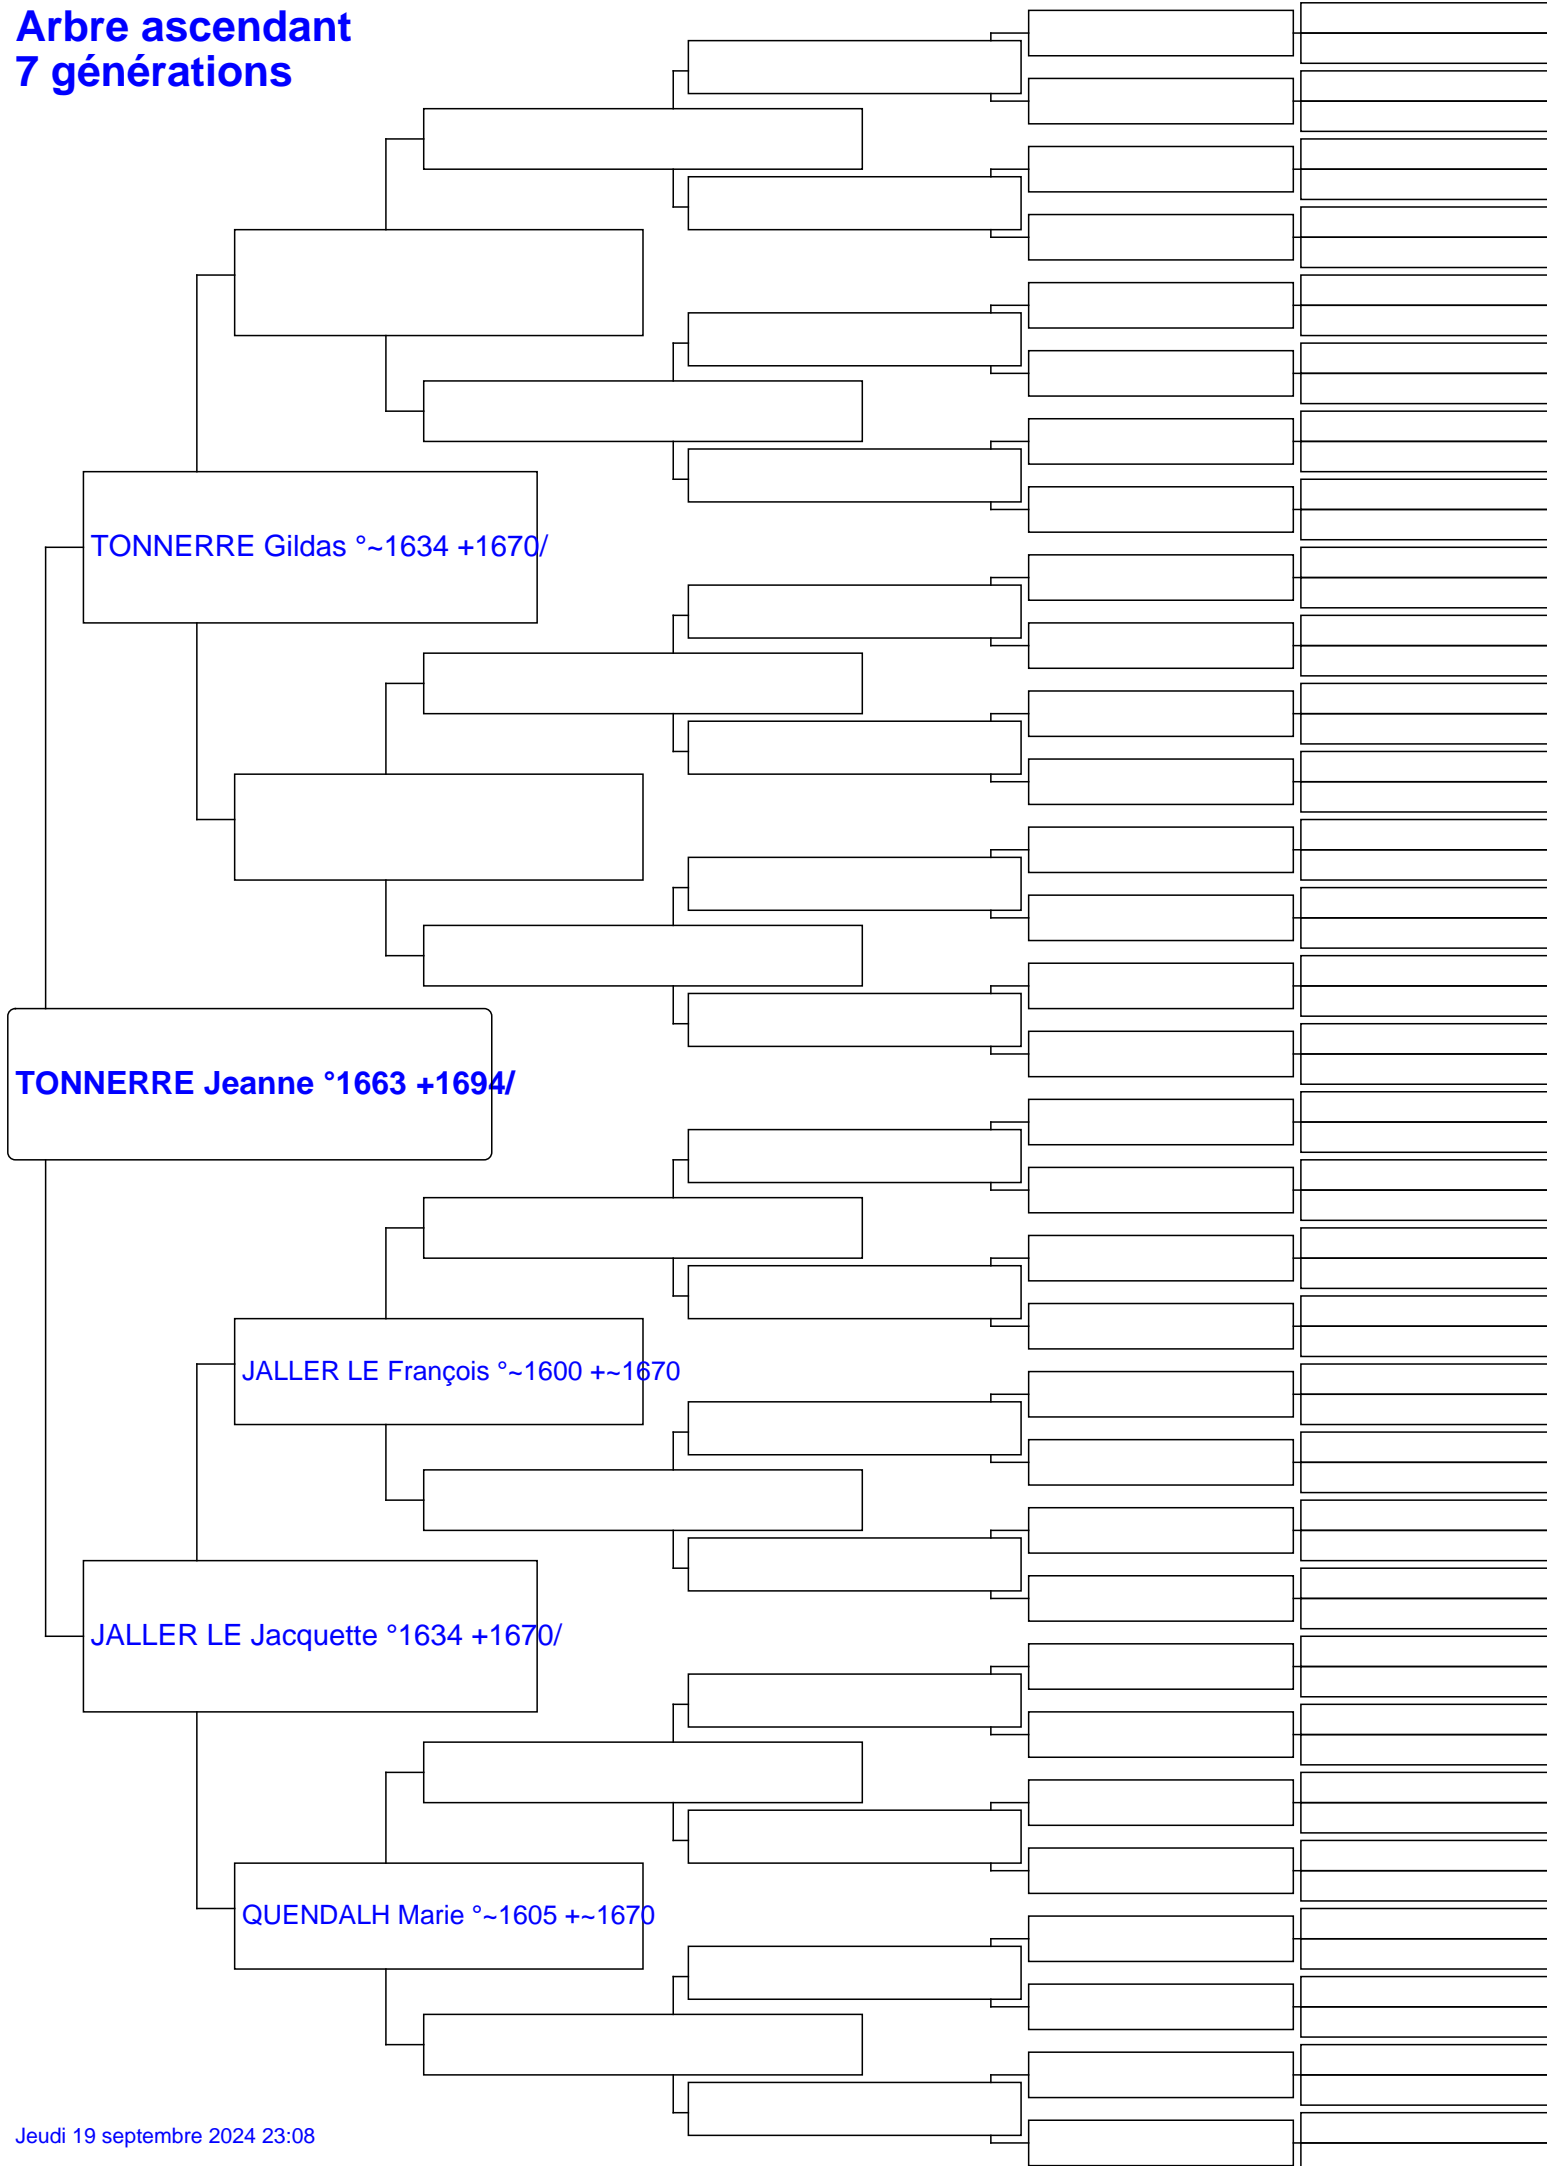 Arbre ascendant
7 générations
TONNERRE Gildas °~1634 +1670/
TONNERRE Jeanne °1663 +1694/
JALLER LE François °~1600 +~1670
JALLER LE Jacquette °1634 +1670/
QUENDALH Marie °~1605 +~1670
Jeudi 19 septembre 2024 23:08